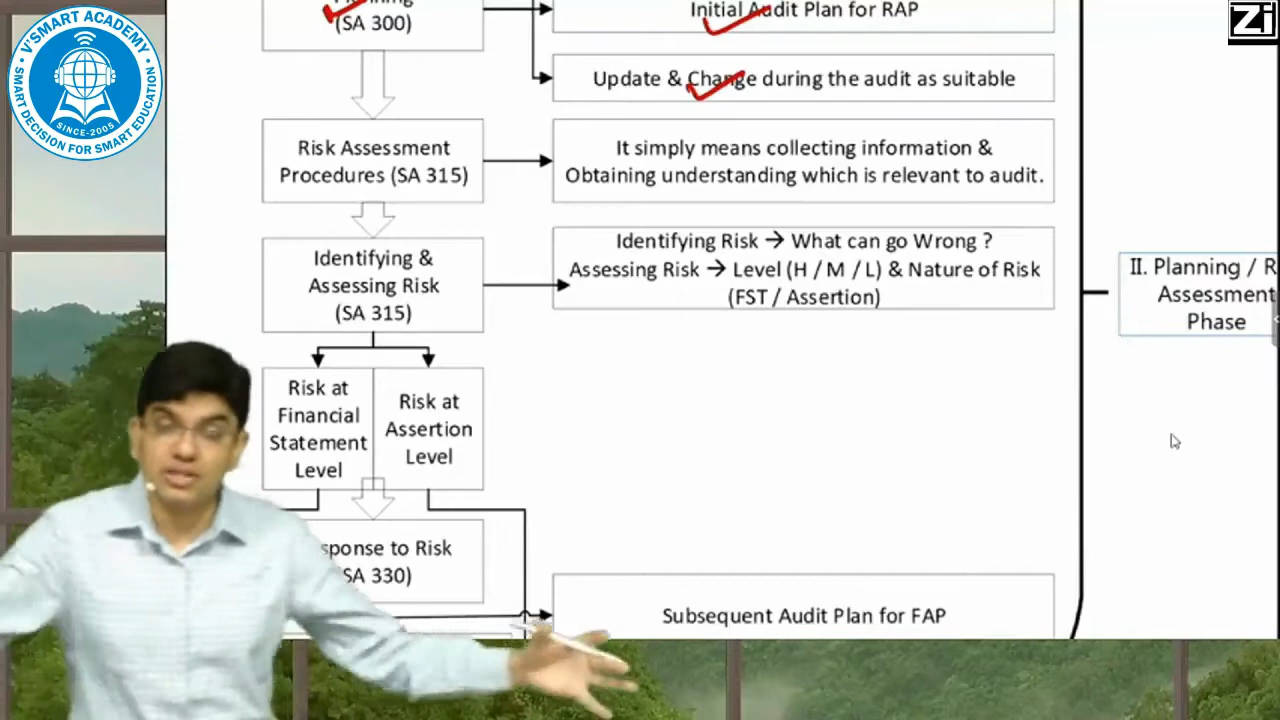 V'SMART ACADEMY
SMART DECISION FOR SMART EDUCATION
SINCE-2005
Zi
(SA 300)
Initial Audit Plan for RAP
Update & Change during the audit as suitable
Risk Assessment
Procedures (SA 315)
It simply means collecting information &
Obtaining understanding which is relevant to audit.
Identifying &
Assessing Risk
(SA 315)
Identifying Risk → What can go Wrong ?
Assessing Risk → Level (H / M / L) & Nature of Risk
(FST / Assertion)
II. Planning / R
Assessment
Phase
Risk at
Financial
Statement
Level
Risk at
Assertion
Level
sponse to Risk
SA 330)
Subsequent Audit Plan for FAP